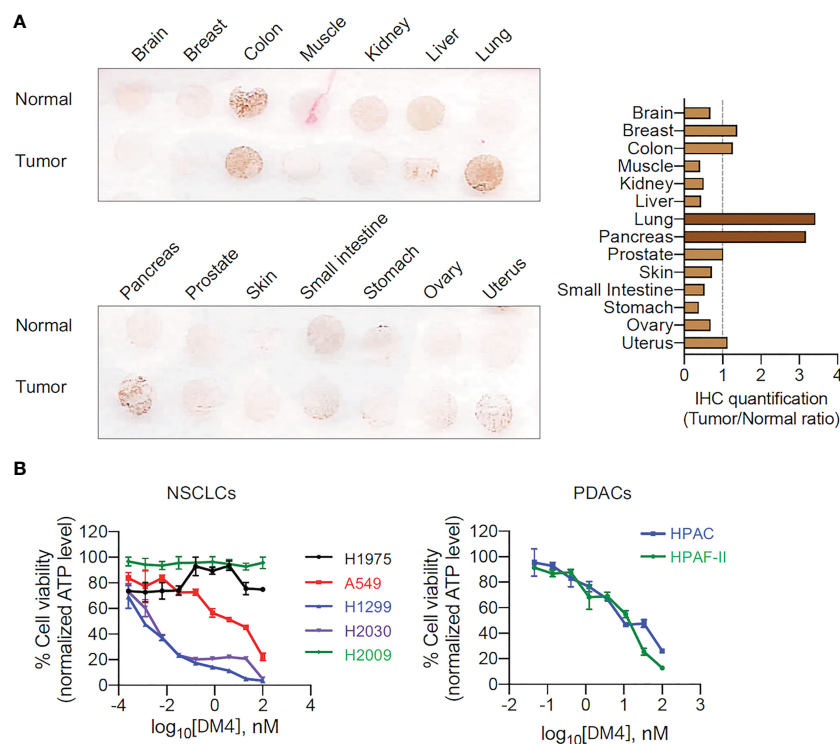 A
Brain Breast Colon Muscle Kidney Liver Lung
Normal
Tumor
Pancreas Prostate Skin Small intestine Stomach Ovary Uterus
Normal
Tumor
Brain
Breast
Colon
Muscle
Kidney
Liver
Lung
Pancreas
Prostate
Skin
Small Intestine
Stomach
Ovary
Uterus
0 1 2 3 4
IHC quantification
(Tumor/Normal ratio)
B
NSCLCs
% Cell viability
(normalized ATP level)
120
100
80
60
40
20
0
-4 -2 0 2 4
log10[DM4], nM
H1975
A549
H1299
H2030
H2009
PDACs
% Cell viability
(normalized ATP level)
120
100
80
60
40
20
0
-2 -1 0 1 2 3
log10[DM4], nM
HPAC
HPAF-II